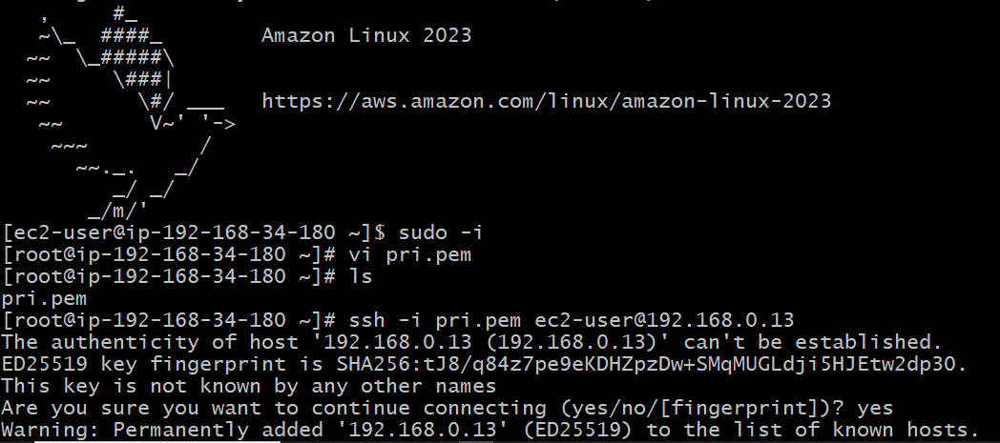 ,     #_
   ~\_  ####_        Amazon Linux 2023
  ~~  \_#####\
  ~~     \###|
  ~~       \#/ ___   https://aws.amazon.com/linux/amazon-linux-2023
   ~~       V~' '->
    ~~~         /
      ~~._.   _/
         _/ _/
       _/m/'
[ec2-user@ip-192-168-34-180 ~]$ sudo -i
[root@ip-192-168-34-180 ~]# vi pri.pem
[root@ip-192-168-34-180 ~]# ls
pri.pem
[root@ip-192-168-34-180 ~]# ssh -i pri.pem ec2-user@192.168.0.13
The authenticity of host '192.168.0.13 (192.168.0.13)' can't be established.
ED25519 key fingerprint is SHA256:tJ8/q84z7pe9eKDHZpzDw+SMqMUGLdji5HJEtw2dp30.
This key is not known by any other names
Are you sure you want to continue connecting (yes/no/[fingerprint])? yes
Warning: Permanently added '192.168.0.13' (ED25519) to the list of known hosts.